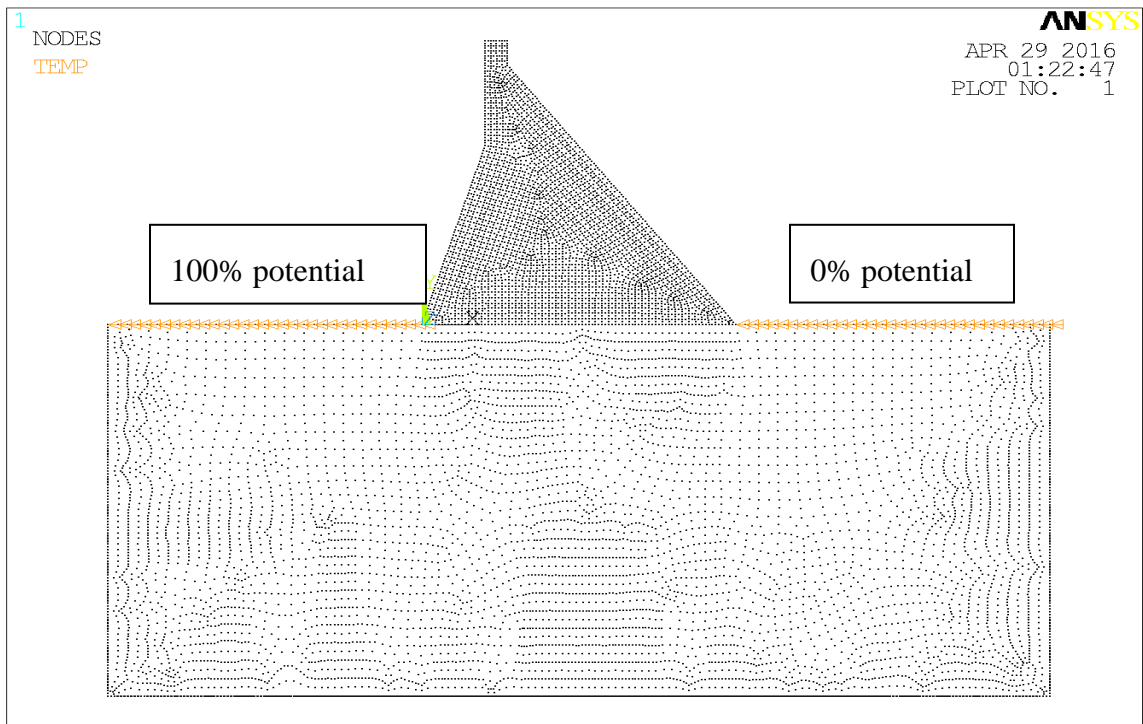 1
NODES
TEMP
ANSYS
APR 29 2016
01:22:47
PLOT NO. 1
100% potential
0% potential
Y
X